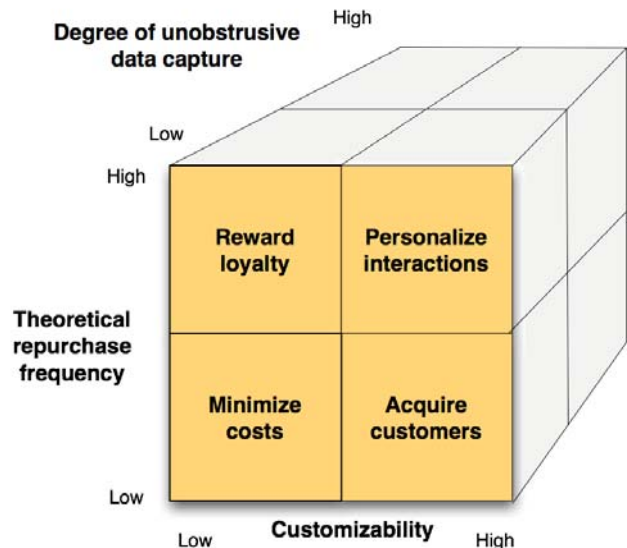 High
Degree of unobstrusive
data capture
Low
High
Reward
loyalty
Personalize
interactions
Theoretical
repurchase
frequency
Minimize
costs
Acquire
customers
Low
Low
Customizability
High